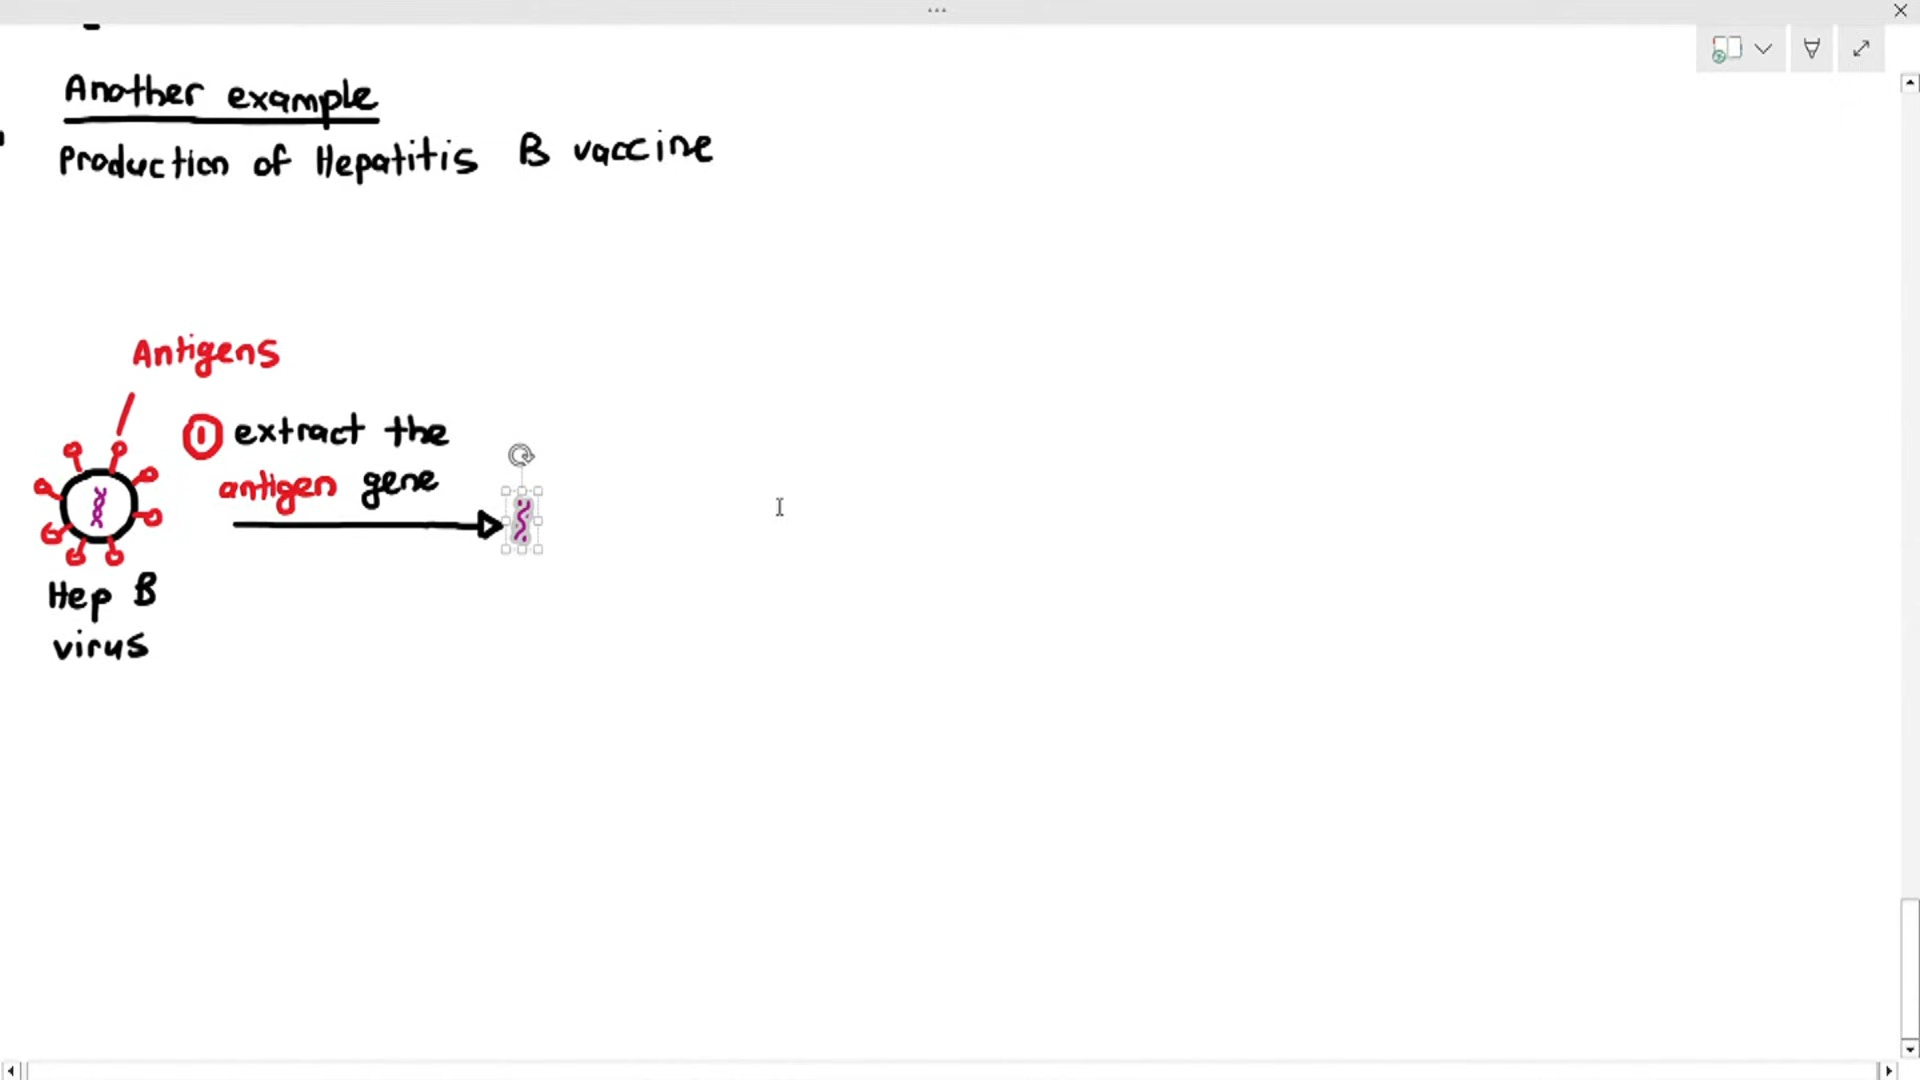 Another example
Production of Hepatitis B vaccine
Antigens
① extract the
antigen gene
Hep B
virus